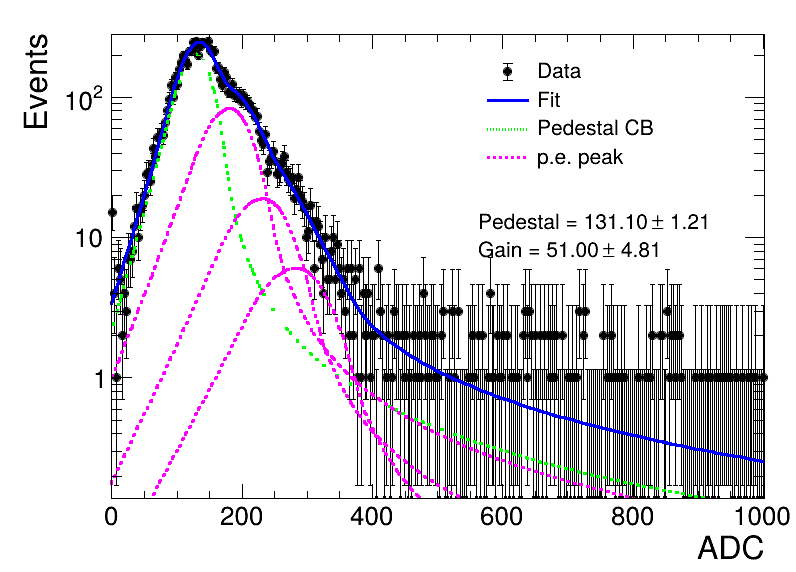 Events
10²
10
1
Data
Fit
Pedestal CB
p.e. peak
Pedestal = 131.10 ± 1.21
Gain = 51.00 ± 4.81
0 200 400 600 800 1000
ADC